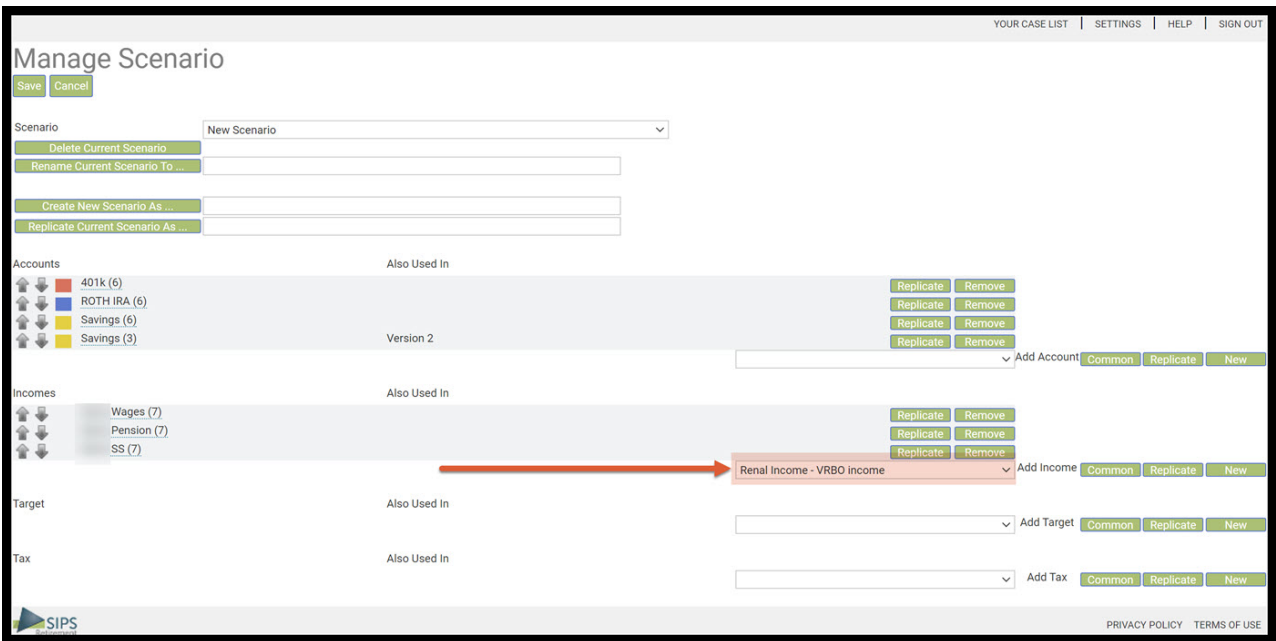 YOUR CASE LIST | SETTINGS | HELP | SIGN OUT
Manage Scenario
Save Cancel
Scenario New Scenario
Delete Current Scenario
Rename Current Scenario To ...
Create New Scenario As ...
Replicate Current Scenario As ...
Accounts Also Used In
401k (6) Replicate Remove
ROTH IRA (6) Replicate Remove
Savings (6) Replicate Remove
Savings (3) Version 2 Replicate Remove
Add Account Common Replicate New
Incomes Also Used In
Wages (7) Replicate Remove
Pension (7) Replicate Remove
SS (7) Replicate Remove
Renal Income - VRBO income Add Income Common Replicate New
Target Also Used In
Add Target Common Replicate New
Tax Also Used In
Add Tax Common Replicate New
SIPS
Retirement
PRIVACY POLICY TERMS OF USE